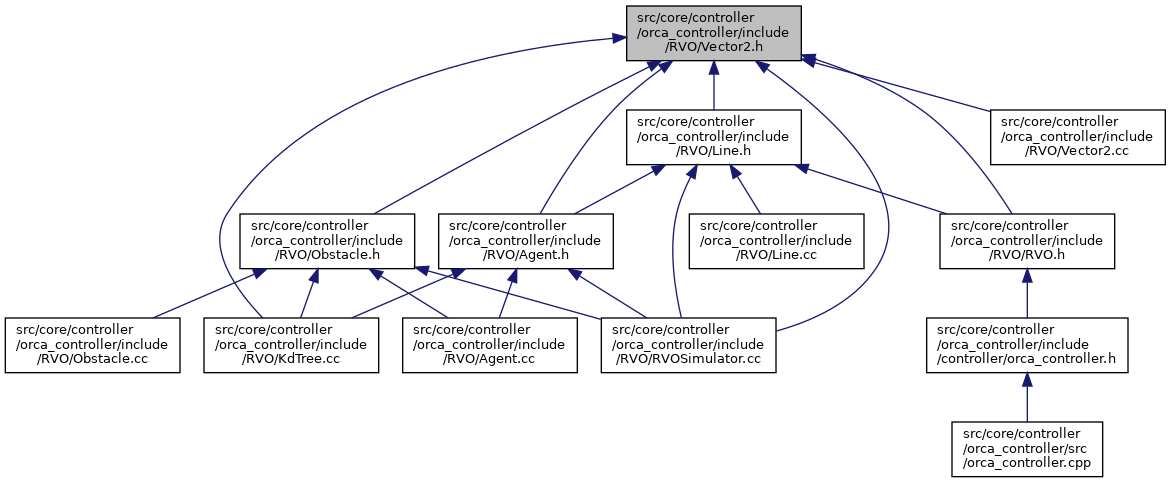 src/core/controller
/orca_controller/include
/RVO/Vector2.h
src/core/controller
/orca_controller/include
/RVO/Line.h
src/core/controller
/orca_controller/include
/RVO/Vector2.cc
src/core/controller
/orca_controller/include
/RVO/Obstacle.h
src/core/controller
/orca_controller/include
/RVO/Agent.h
src/core/controller
/orca_controller/include
/RVO/Line.cc
src/core/controller
/orca_controller/include
/RVO/RVO.h
src/core/controller
/orca_controller/include
/RVO/Obstacle.cc
src/core/controller
/orca_controller/include
/RVO/KdTree.cc
src/core/controller
/orca_controller/include
/RVO/Agent.cc
src/core/controller
/orca_controller/include
/RVO/RVOSimulator.cc
src/core/controller
/orca_controller/include
/controller/orca_controller.h
src/core/controller
/orca_controller/src
/orca_controller.cpp